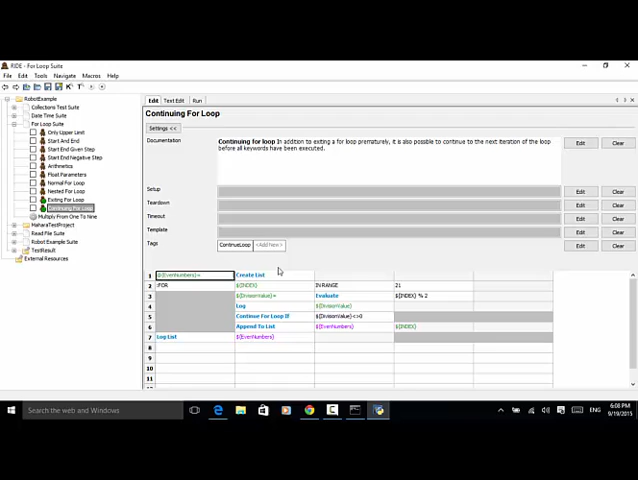 RIDE - For Loop Suite
File Edit Tools Navigate Macros Help
RobotExample
Collections Test Suite
Date Time Suite
For Loop Suite
Only Upper Limit
Start And End
Start End Given Step
Start End Negative Step
Arithmetics
Float Parameters
Normal For Loop
Nested For Loop
Exiting For Loop
Continuing For Loop
Multiply From One To Nine
MaharaTestProject
Read File Suite
Robot Example Suite
TestResult
External Resources
Edit Text Edit Run
Continuing For Loop
Settings <<
Documentation
Continuing for loop In addition to exiting a for loop prematurely, it is also possible to continue to the next iteration of the loop
before all keywords have been executed.
Edit Clear
Setup Edit Clear
Teardown Edit Clear
Timeout Edit Clear
Template Edit Clear
Tags ContinueLoop <Add New> Edit Clear
1 ${EvenNumbers}= Create List
2 :FOR ${INDEX} IN RANGE 21
3 ${DivisionValue}= Evaluate ${INDEX} % 2
4 Log ${DivisionValue}
5 Continue For Loop If ${DivisionValue}<>0
6 Append To List ${EvenNumbers} ${INDEX}
7 Log List ${EvenNumbers}
8
9
10
11
Search the web and Windows
ENG
6:08 PM
9/19/2015